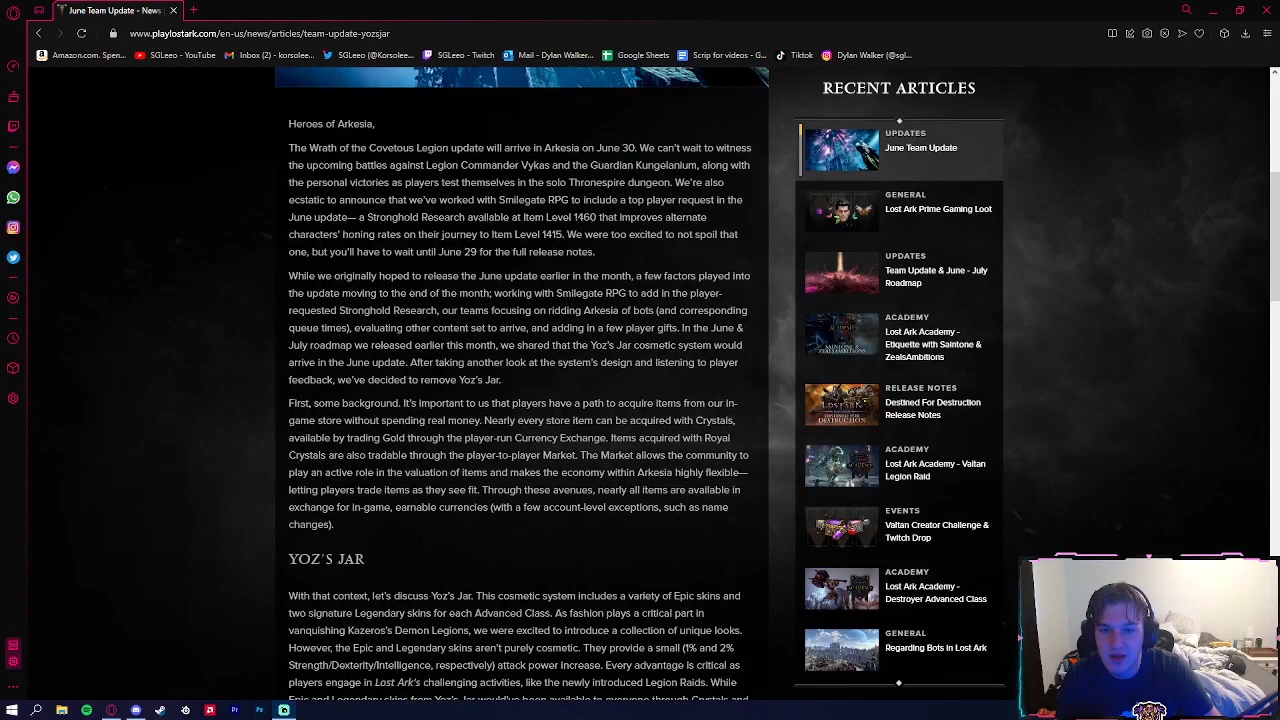 June Team Update - News
www.playlostark.com/en-us/news/articles/team-update-yozsjar
Amazon.com. Spen... SGLeeo - YouTube Inbox (2) - korsolee... SGLeeo (@Korsolee... SGLeeo - Twitch Mail - Dylan Walker... Google Sheets Scrip for videos - G... Tiktok Dylan Walker (@sgl...
Heroes of Arkesia,
The Wrath of the Covetous Legion update will arrive in Arkesia on June 30. We can't wait to witness
the upcoming battles against Legion Commander Vykas and the Guardian Kungelanium, along with
the personal victories as players test themselves in the solo Thronespire dungeon. We're also
ecstatic to announce that we've worked with Smilegate RPG to include a top player request in the
June update— a Stronghold Research available at Item Level 1460 that improves alternate
characters' honing rates on their journey to Item Level 1415. We were too excited to not spoil that
one, but you'll have to wait until June 29 for the full release notes.
While we originally hoped to release the June update earlier in the month, a few factors played into
the update moving to the end of the month; working with Smilegate RPG to add in the player-
requested Stronghold Research, our teams focusing on ridding Arkesia of bots (and corresponding
queue times), evaluating other content set to arrive, and adding in a few player gifts. In the June &
July roadmap we released earlier this month, we shared that the Yoz's Jar cosmetic system would
arrive in the June update. After taking another look at the system's design and listening to player
feedback, we've decided to remove Yoz's Jar.
First, some background. It's important to us that players have a path to acquire items from our in-
game store without spending real money. Nearly every store item can be acquired with Crystals,
available by trading Gold through the player-run Currency Exchange. Items acquired with Royal
Crystals are also tradable through the player-to-player Market. The Market allows the community to
play an active role in the valuation of items and makes the economy within Arkesia highly flexible—
letting players trade items as they see fit. Through these avenues, nearly all items are available in
exchange for in-game, earnable currencies (with a few account-level exceptions, such as name
changes).
YOZ'S JAR
With that context, let's discuss Yoz's Jar. This cosmetic system includes a variety of Epic skins and
two signature Legendary skins for each Advanced Class. As fashion plays a critical part in
vanquishing Kazeros's Demon Legions, we were excited to introduce a collection of unique looks.
However, the Epic and Legendary skins aren't purely cosmetic. They provide a small (1% and 2%
Strength/Dexterity/Intelligence, respectively) attack power increase. Every advantage is critical as
players engage in Lost Ark's challenging activities, like the newly introduced Legion Raids. While
Epic and Legendary skins from Yoz's Jar would've been available to everyone through Crystals and
RECENT ARTICLES
UPDATES
June Team Update
GENERAL
Lost Ark Prime Gaming Loot
UPDATES
Team Update & June - July
Roadmap
ACADEMY
Lost Ark Academy -
Etiquette with Saintone &
ZealsAmbitions
RELEASE NOTES
Destined For Destruction
Release Notes
ACADEMY
Lost Ark Academy - Valtan
Legion Raid
EVENTS
Valtan Creator Challenge &
Twitch Drop
ACADEMY
Lost Ark Academy -
Destroyer Advanced Class
GENERAL
Regarding Bots in Lost Ark